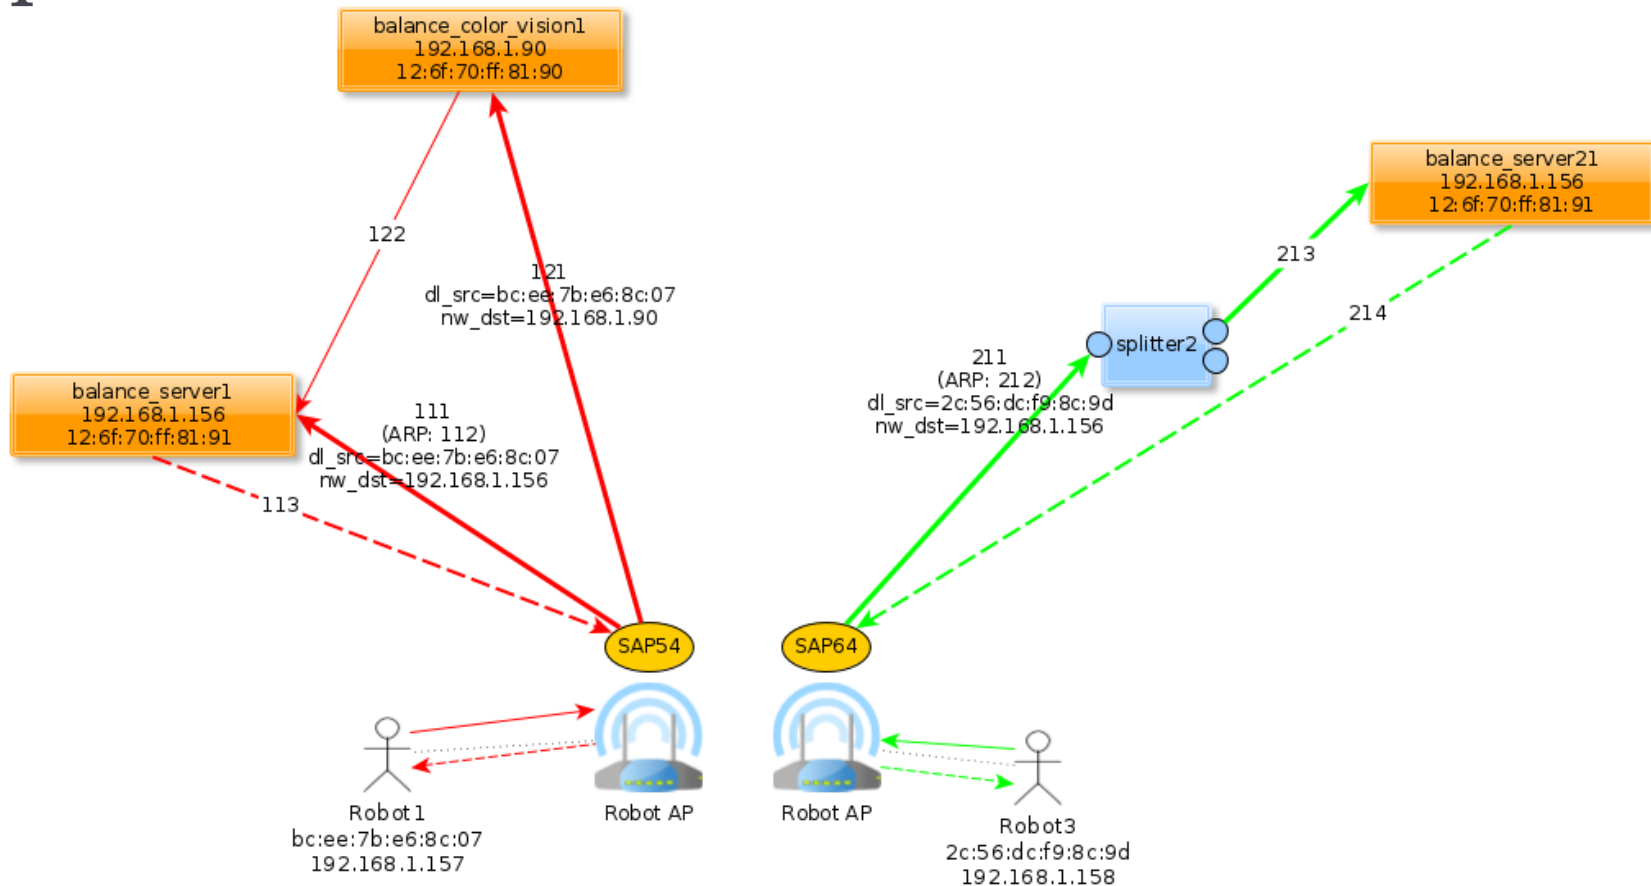 balance_color_vision1
192.168.1.90
12:6f:70:ff:81:90
balance_server21
192.168.1.156
12:6f:70:ff:81:91
122
213
121
dl_src=bc:ee:7b:e6:8c:07
nw_dst=192.168.1.90
214
splitter2
211
(ARP: 212)
dl_src=2c:56:dc:f9:8c:9d
nw_dst=192.168.1.156
balance_server1
192.168.1.156
12:6f:70:ff:81:91
111
(ARP: 112)
dl_src=bc:ee:7b:e6:8c:07
nw_dst=192.168.1.156
113
SAP54
SAP64
Robot1
bc:ee:7b:e6:8c:07
192.168.1.157
Robot AP
Robot AP
Robot3
2c:56:dc:f9:8c:9d
192.168.1.158